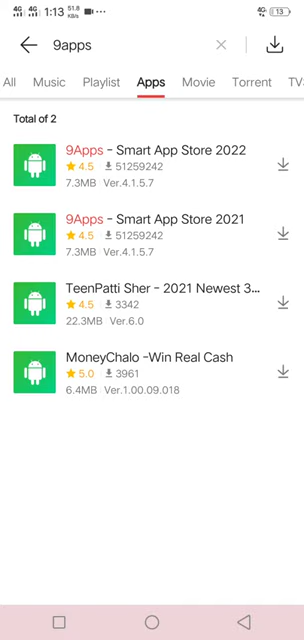 4G 4G 1:13 51.8 KB/s 4G 13
9apps
All Music Playlist Apps Movie Torrent TV
Total of 2
9Apps - Smart App Store 2022
4.5 51259242
7.3MB Ver.4.1.5.7
9Apps - Smart App Store 2021
4.5 51259242
7.3MB Ver.4.1.5.7
TeenPatti Sher - 2021 Newest 3...
4.5 3342
22.3MB Ver.6.0
MoneyChalo -Win Real Cash
5.0 3961
6.4MB Ver.1.00.09.018